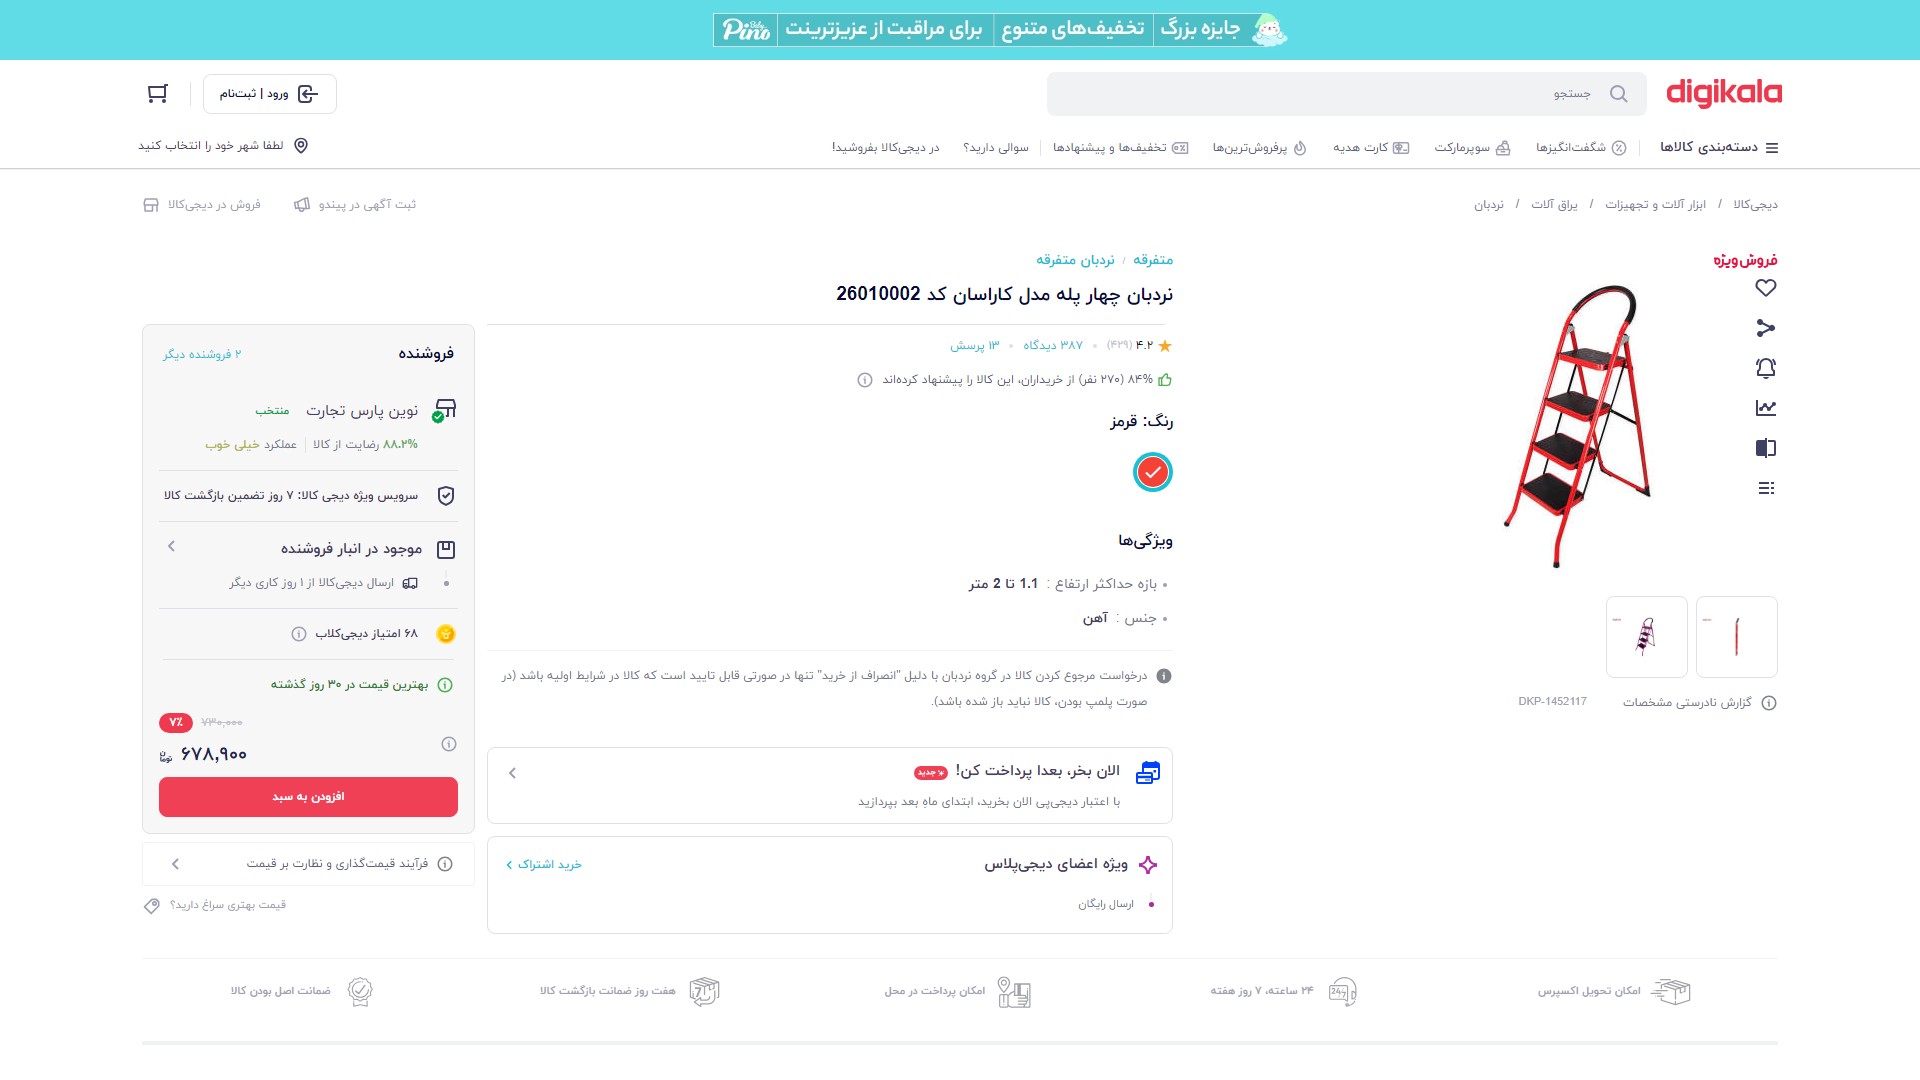 جایزه بزرگ
تخفیف‌های متنوع
برای مراقبت از عزیزترینت
Baby Pino
digikala
جستجو
ورود | ثبت‌نام
دسته‌بندی کالاها
شگفت‌انگیزها
سوپرمارکت
کارت هدیه
پرفروش‌ترین‌ها
تخفیف‌ها و پیشنهادها
سوالی دارید؟
در دیجی‌کالا بفروشید!
لطفا شهر خود را انتخاب کنید
دیجی‌کالا / ابزار آلات و تجهیزات / یراق آلات / نردبان
ثبت آگهی در پیندو
فروش در دیجی‌کالا
فروش ویژه
گزارش نادرستی مشخصات
DKP-1452117
متفرقه / نردبان متفرقه
نردبان چهار پله مدل کاراسان کد 26010002
۴.۲ (۴۲۹) ۳۸۷ دیدگاه ۱۳ پرسش
۸۴% (۲۷۰ نفر) از خریداران، این کالا را پیشنهاد کرده‌اند
رنگ: قرمز
ویژگی‌ها
بازه حداکثر ارتفاع : 1.1 تا 2 متر
جنس : آهن
درخواست مرجوع کردن کالا در گروه نردبان با دلیل "انصراف از خرید" تنها در صورتی قابل تایید است که کالا در شرایط اولیه باشد (در
صورت پلمپ بودن، کالا نباید باز شده باشد).
الان بخر، بعدا پرداخت کن!
جدید
با اعتبار دیجی‌پی الان بخرید، ابتدای ماهِ بعد بپردازید
ویژه اعضای دیجی‌پلاس
خرید اشتراک
ارسال رایگان
فروشنده
۲ فروشنده دیگر
نوین پارس تجارت
منتخب
۸۸.۲% رضایت از کالا
عملکرد خیلی خوب
سرویس ویژه دیجی کالا: ۷ روز تضمین بازگشت کالا
موجود در انبار فروشنده
ارسال دیجی‌کالا از ۱ روز کاری دیگر
۶۸ امتیاز دیجی‌کلاب
بهترین قیمت در ۳۰ روز گذشته
۷۳۰,۰۰۰
۷٪
۶۷۸,۹۰۰ تومان
افزودن به سبد
فرآیند قیمت‌گذاری و نظارت بر قیمت
قیمت بهتری سراغ دارید؟
امکان تحویل اکسپرس
24/7
۲۴ ساعته، ۷ روز هفته
امکان پرداخت در محل
7
هفت روز ضمانت بازگشت کالا
ضمانت اصل بودن کالا